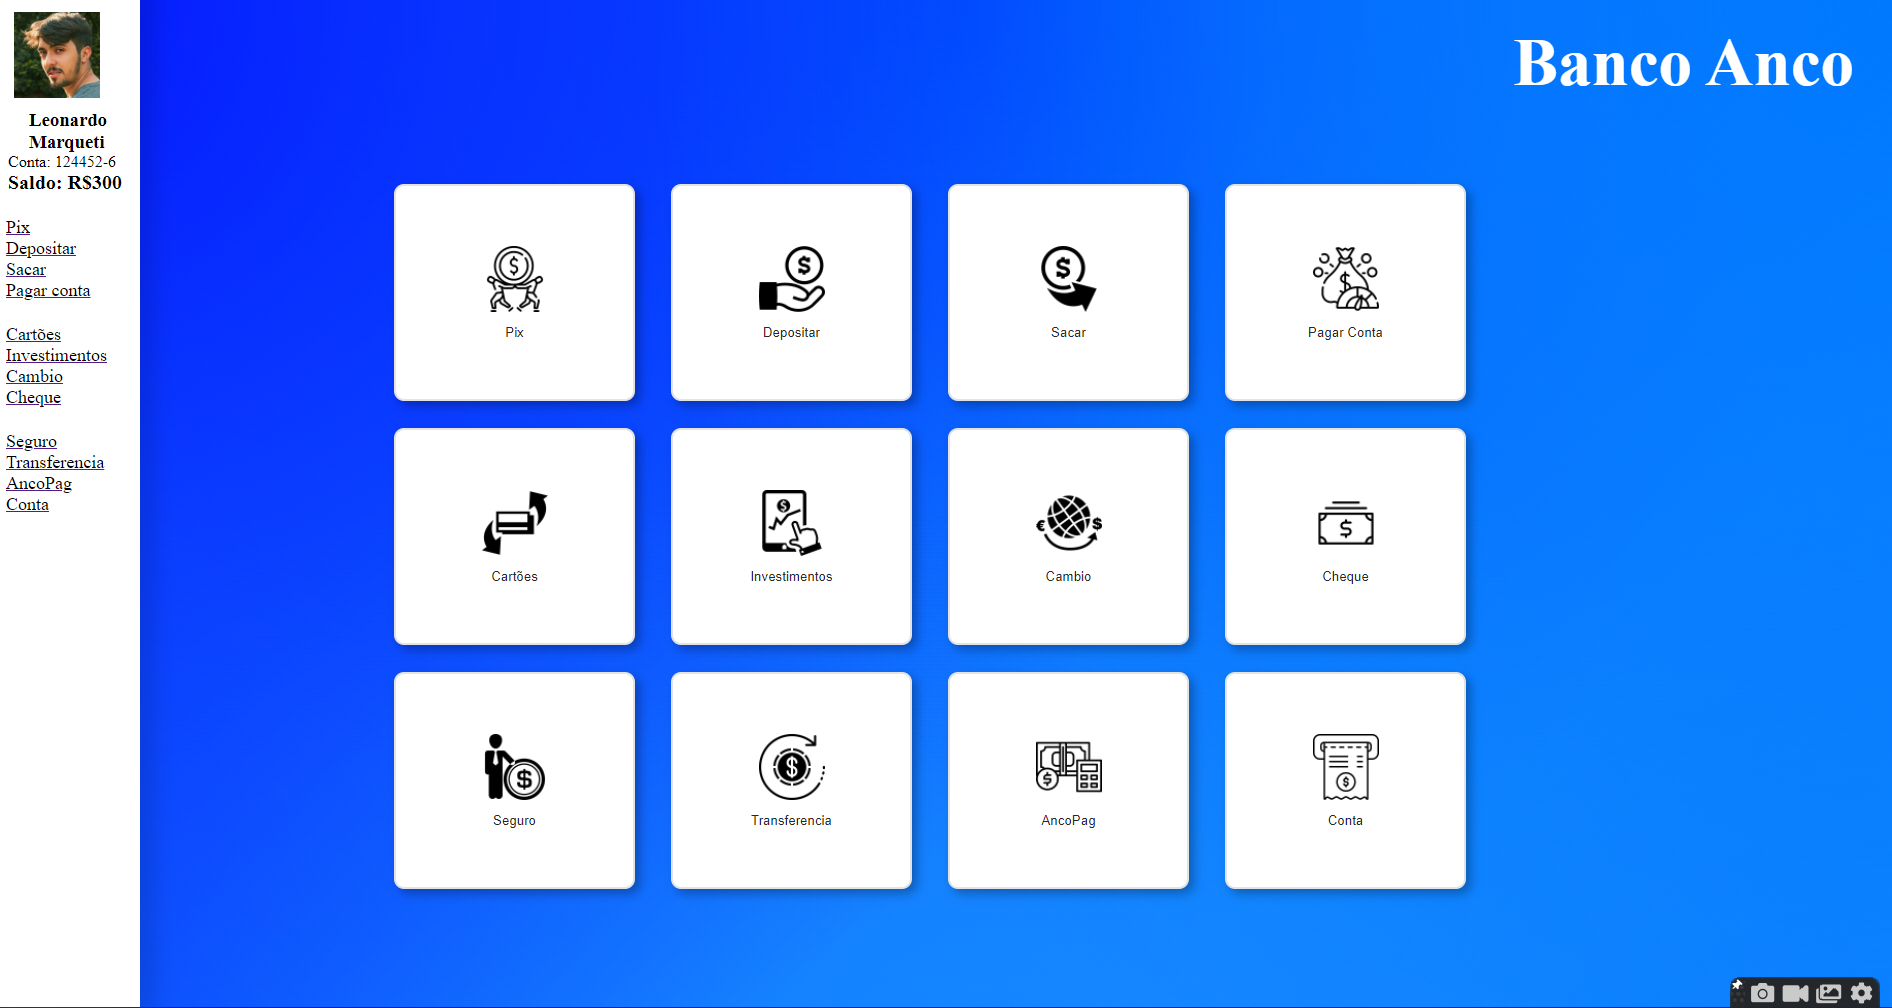 Banco Anco
Leonardo
Marqueti
Conta: 124452-6
Saldo: R$300
Pix
Depositar
Sacar
Pagar conta
Cartões
Investimentos
Cambio
Cheque
Seguro
Transferencia
AncoPag
Conta
Pix
Depositar
Sacar
Pagar Conta
Cartões
Investimentos
Cambio
Cheque
Seguro
Transferencia
AncoPag
Conta